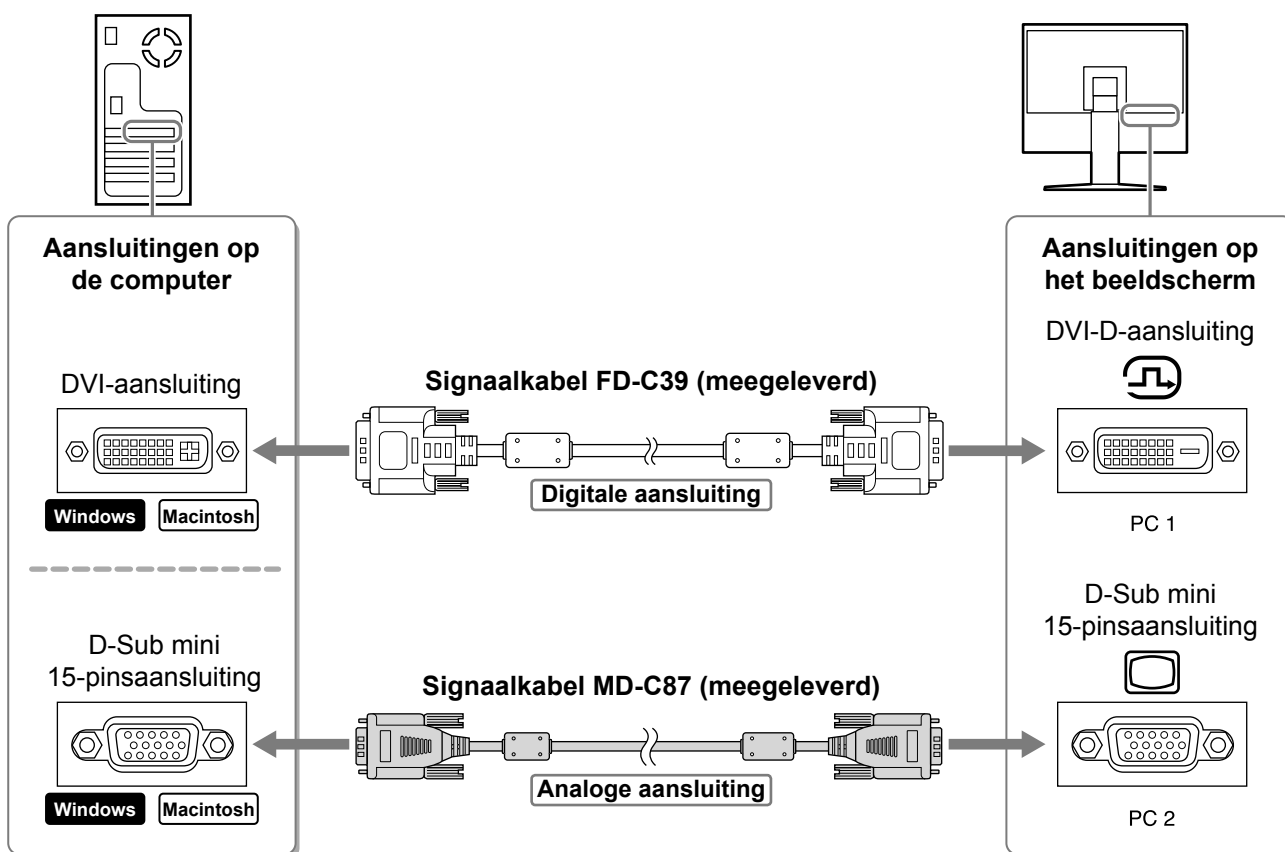 Aansluitingen op
de computer
DVI-aansluiting
Windows Macintosh
D-Sub mini
15-pinsaansluiting
Windows Macintosh
Signaalkabel FD-C39 (meegeleverd)
Digitale aansluiting
Signaalkabel MD-C87 (meegeleverd)
Analoge aansluiting
Aansluitingen op
het beeldscherm
DVI-D-aansluiting
PC 1
D-Sub mini
15-pinsaansluiting
PC 2